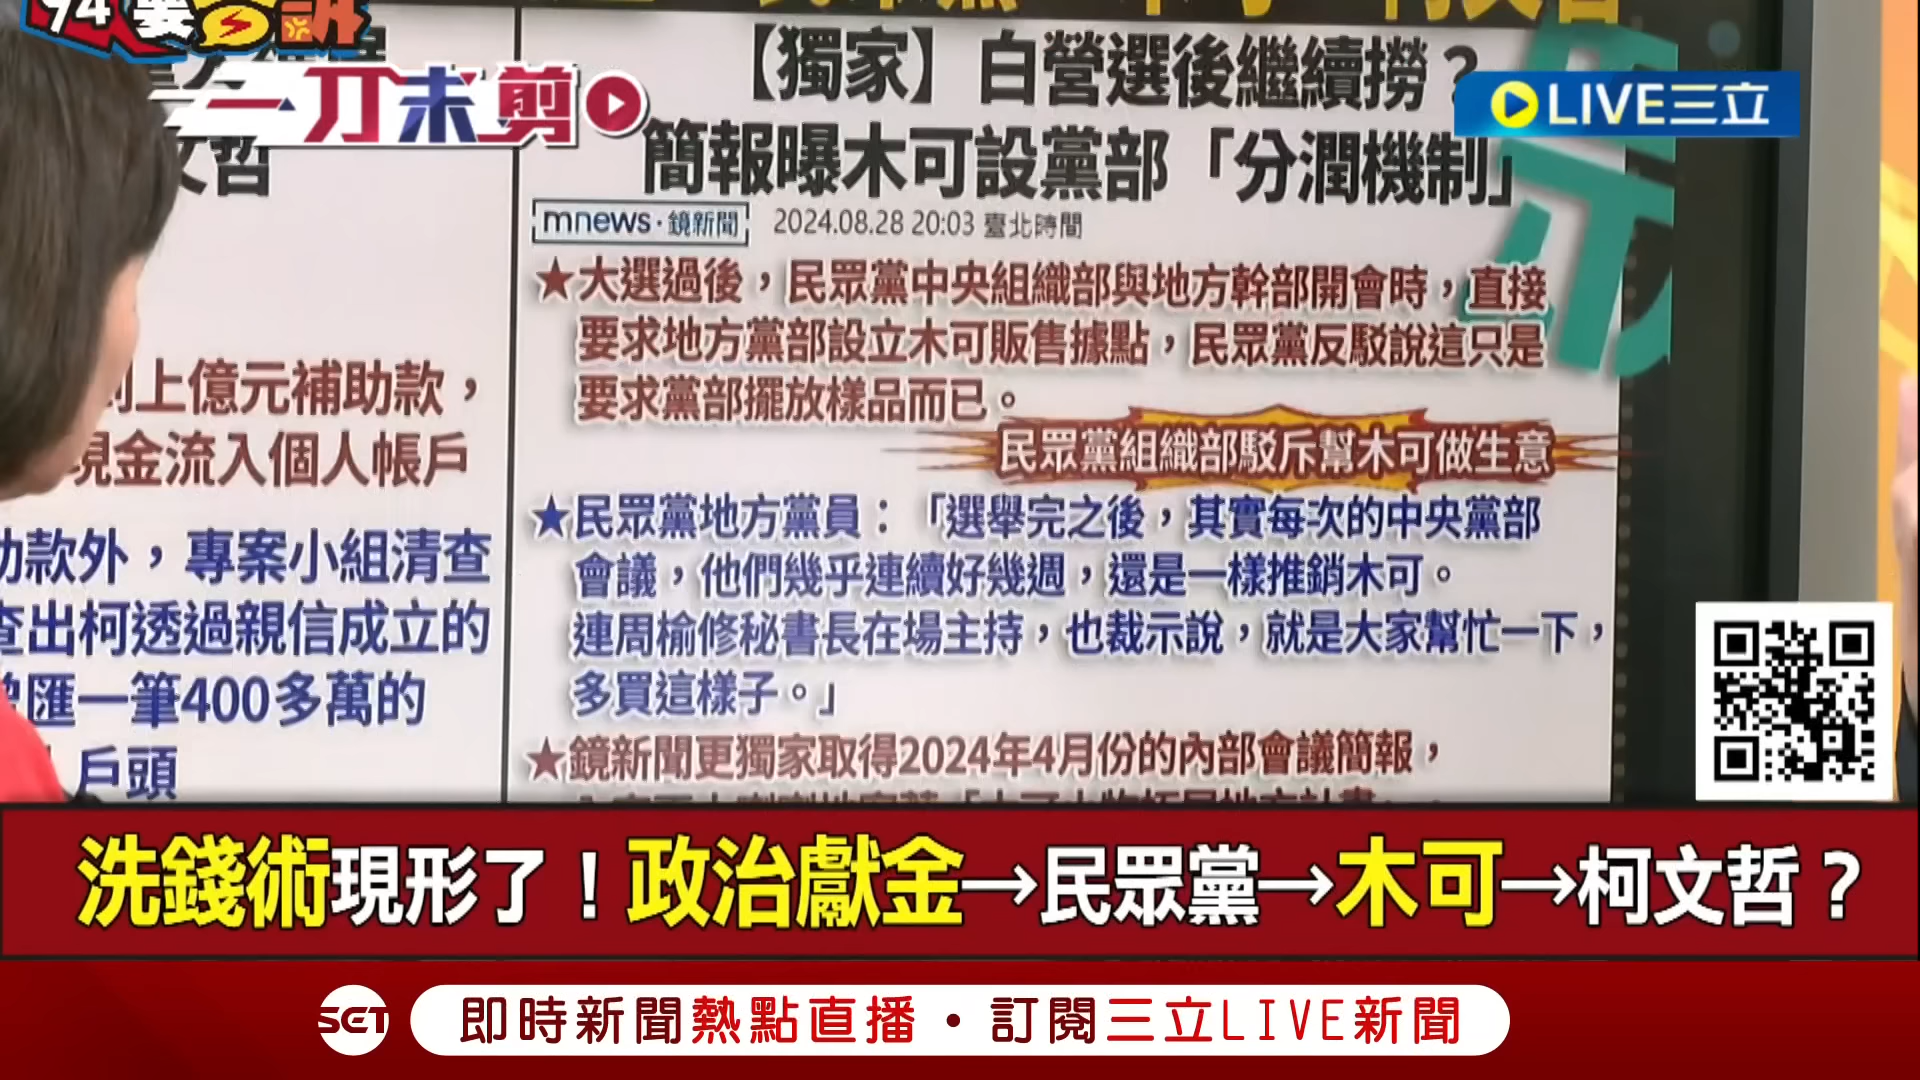 94要客訴
一刀未剪
LIVE三立
文哲
上億元補助款，
現金流入個人帳戶
助款外，專案小組清查
查出柯透過親信成立的
匯一筆400多萬的
戶頭
【獨家】白營選後繼續撈？
簡報曝木可設黨部「分潤機制」
mnews·鏡新聞 2024.08.28 20:03 臺北時間
★大選過後，民眾黨中央組織部與地方幹部開會時，直接
要求地方黨部設立木可販售據點，民眾黨反駁說這只是
要求黨部擺放樣品而已。
民眾黨組織部駁斥幫木可做生意
★民眾黨地方黨員：「選舉完之後，其實每次的中央黨部
會議，他們幾乎連續好幾週，還是一樣推銷木可。
連周榆修秘書長在場主持，也裁示說，就是大家幫忙一下，
多買這樣子。」
★鏡新聞更獨家取得2024年4月份的內部會議簡報，
洗錢術現形了！政治獻金→民眾黨→木可→柯文哲？
SET 即時新聞熱點直播・訂閱三立LIVE新聞